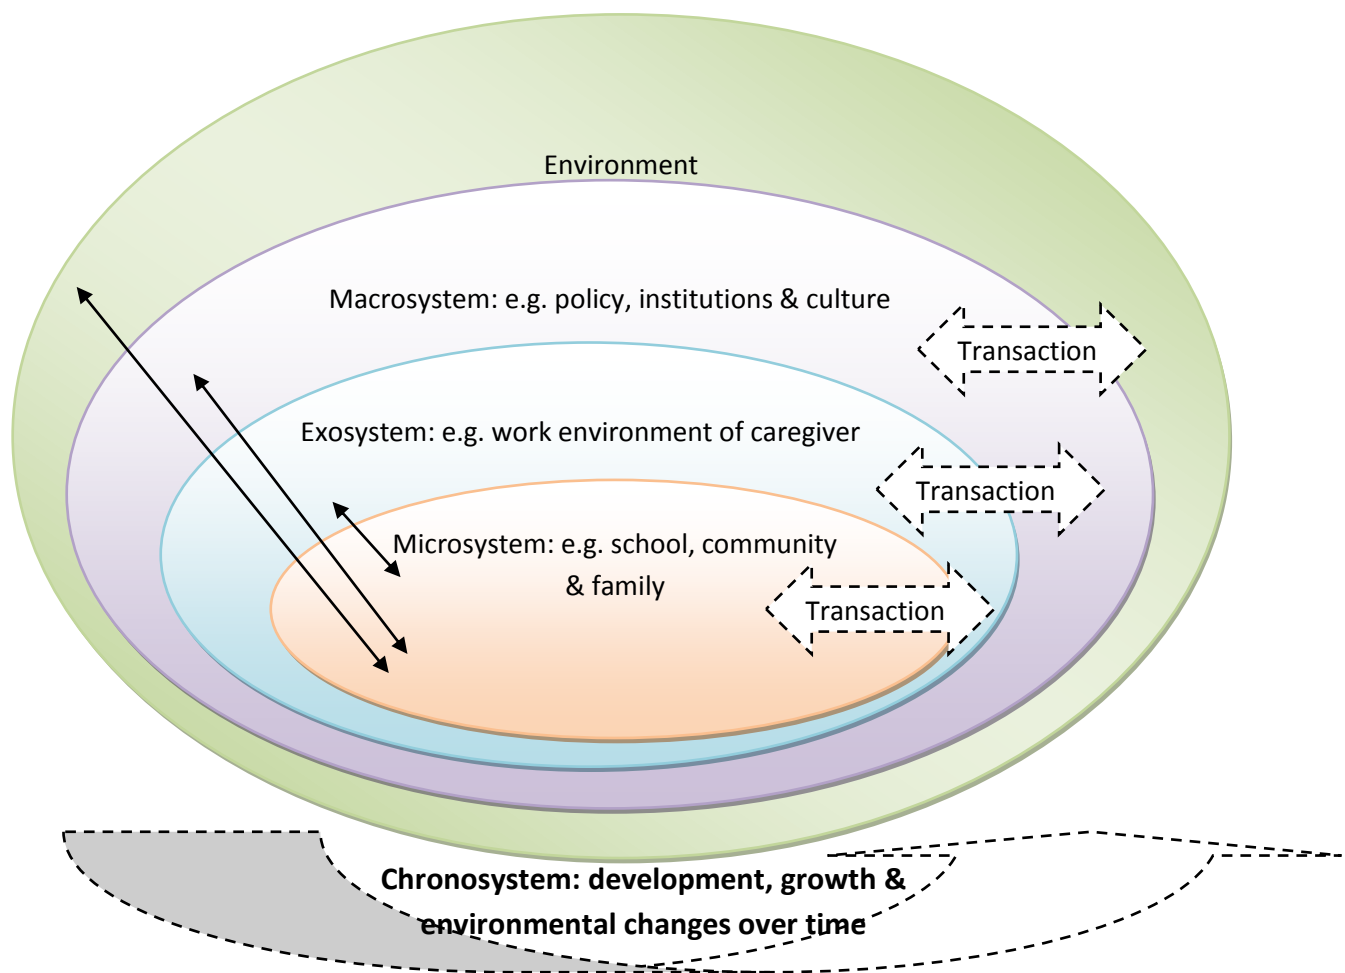 Environment
Macrosystem: e.g. policy, institutions & culture
Transaction
Exosystem: e.g. work environment of caregiver
Transaction
Microsystem: e.g. school, community
& family
Transaction
Chronosystem: development, growth &
environmental changes over time